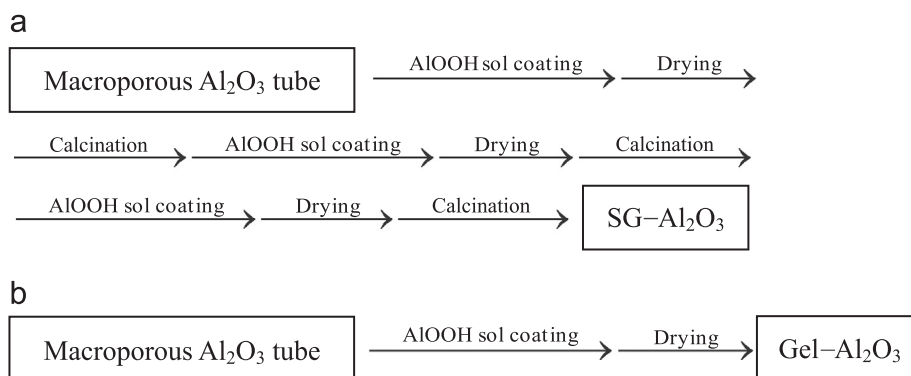 a
Macroporous Al₂O₃ tube AlOOH sol coating Drying
Calcination AlOOH sol coating Drying Calcination
AlOOH sol coating Drying Calcination SG–Al₂O₃
b
Macroporous Al₂O₃ tube AlOOH sol coating Drying Gel–Al₂O₃